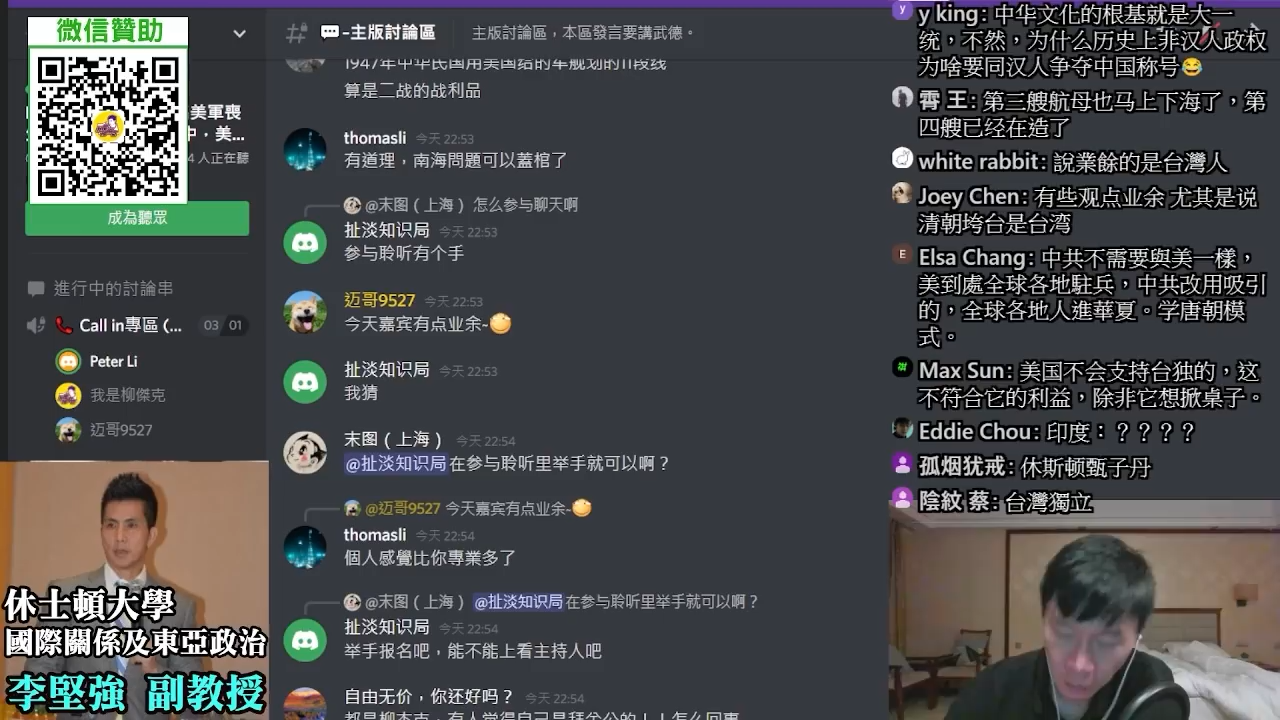 微信贊助
美軍喪
中．美...
4 人正在聽
成為聽眾
進行中的討論串
Call in專區 (... 03 01
Peter Li
我是柳傑克
迈哥9527
休士頓大學
國際關係及東亞政治
李堅強 副教授
-主版討論區 主版討論區，本區發言要講武德。
1947年中华民国用美国给的军舰划的11段线
算是二战的战利品
thomasli 今天 22:53
有道理，南海問題可以蓋棺了
@末图（上海） 怎么参与聊天啊
扯淡知识局 今天 22:53
参与聆听有个手
迈哥9527 今天 22:53
今天嘉宾有点业余~
扯淡知识局 今天 22:53
我猜
末图（上海） 今天 22:54
@扯淡知识局 在参与聆听里举手就可以啊？
@迈哥9527 今天嘉宾有点业余~
thomasli 今天 22:54
個人感覺比你專業多了
@末图（上海） @扯淡知识局 在参与聆听里举手就可以啊？
扯淡知识局 今天 22:54
举手报名吧，能不能上看主持人吧
自由无价，你还好吗？ 今天 22:54
y king: 中华文化的根基就是大一
统，不然，为什么历史上非汉人政权
为啥要同汉人争夺中国称号😂
霄 王: 第三艘航母也马上下海了，第
四艘已经在造了
white rabbit: 說業餘的是台灣人
Joey Chen: 有些观点业余 尤其是说
清朝垮台是台湾
Elsa Chang: 中共不需要與美一樣，
美到處全球各地駐兵，中共改用吸引
的，全球各地人進華夏。学唐朝模
式。
Max Sun: 美国不会支持台独的，这
不符合它的利益，除非它想掀桌子。
Eddie Chou: 印度：？？？？
孤烟犹戒: 休斯顿甄子丹
陰紋 蔡: 台灣獨立